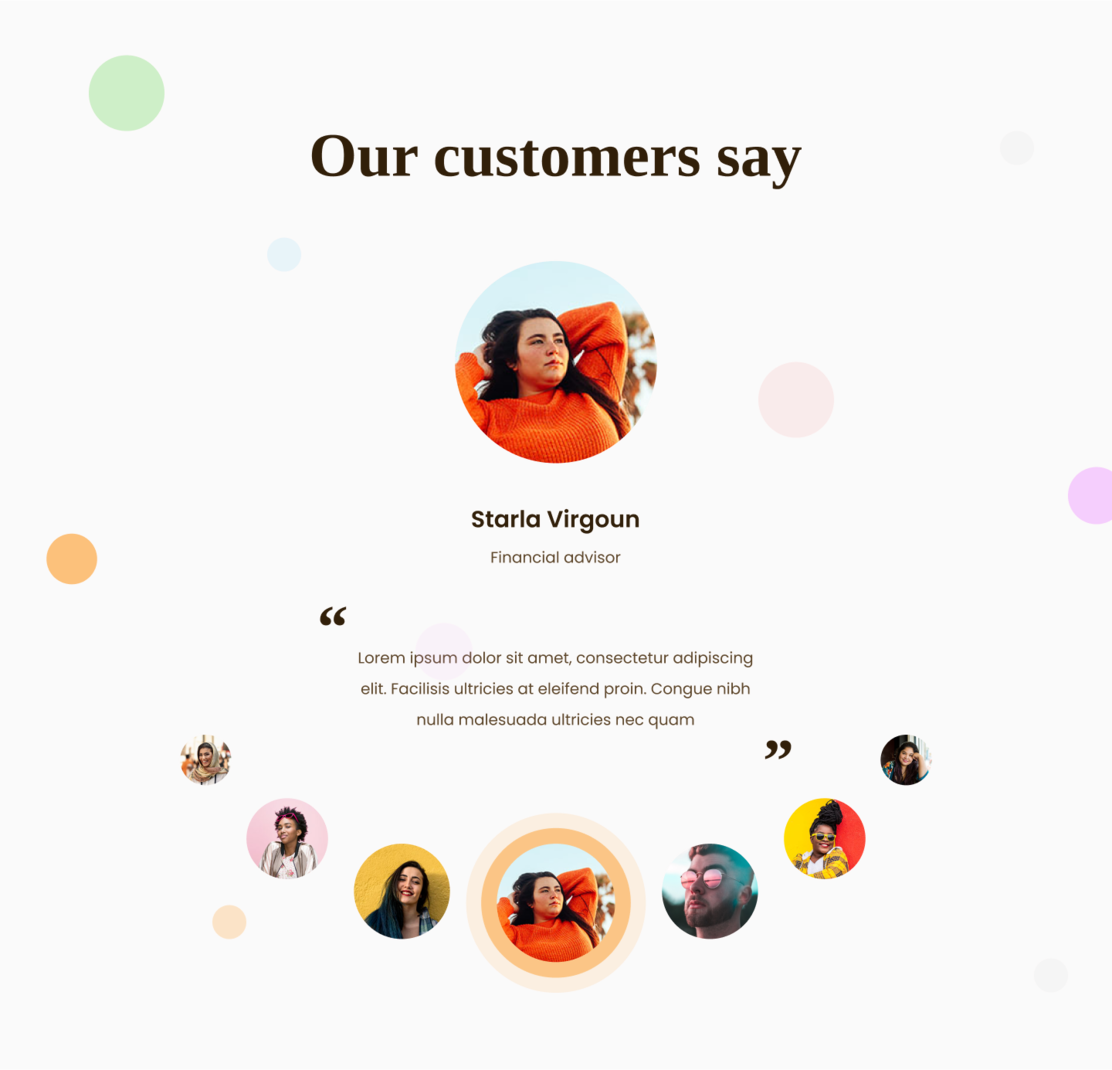 Our customers say
Starla Virgoun
Financial advisor
“
Lorem ipsum dolor sit amet, consectetur adipiscing
elit. Facilisis ultricies at eleifend proin. Congue nibh
nulla malesuada ultricies nec quam
”